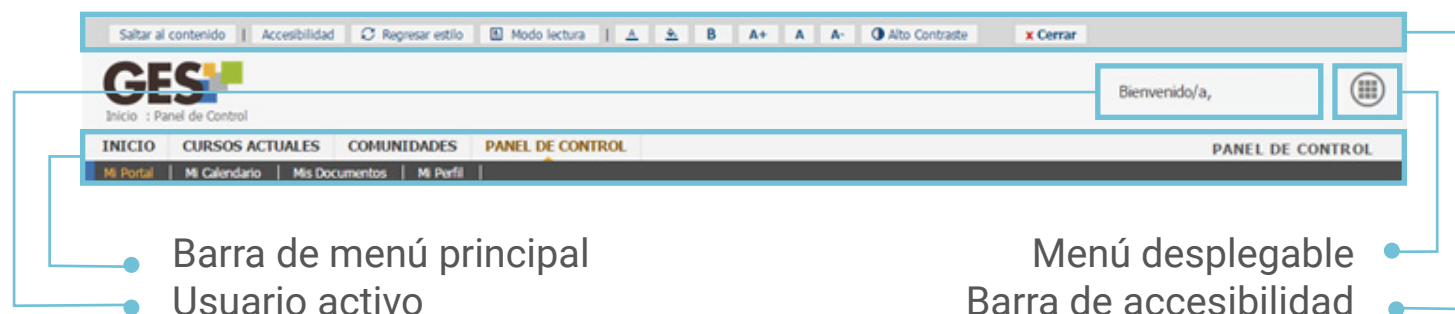 Saltar al contenido | Accesibilidad Regresar estilo Modo lectura | A B A+ A A- Alto Contraste x Cerrar
GES
Bienvenido/a,
Inicio : Panel de Control
INICIO CURSOS ACTUALES COMUNIDADES PANEL DE CONTROL PANEL DE CONTROL
Mi Portal | Mi Calendario | Mis Documentos | Mi Perfil |
Barra de menú principal Menú desplegable
Usuario activo Barra de accesibilidad